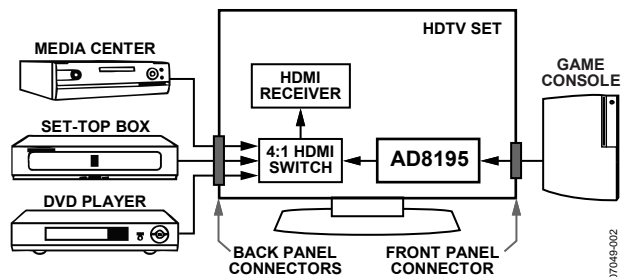 HDTV SET
MEDIA CENTER
GAME
CONSOLE
HDMI
RECEIVER
SET-TOP BOX
4:1 HDMI
SWITCH
AD8195
DVD PLAYER
BACK PANEL
CONNECTORS
FRONT PANEL
CONNECTOR
07049-002